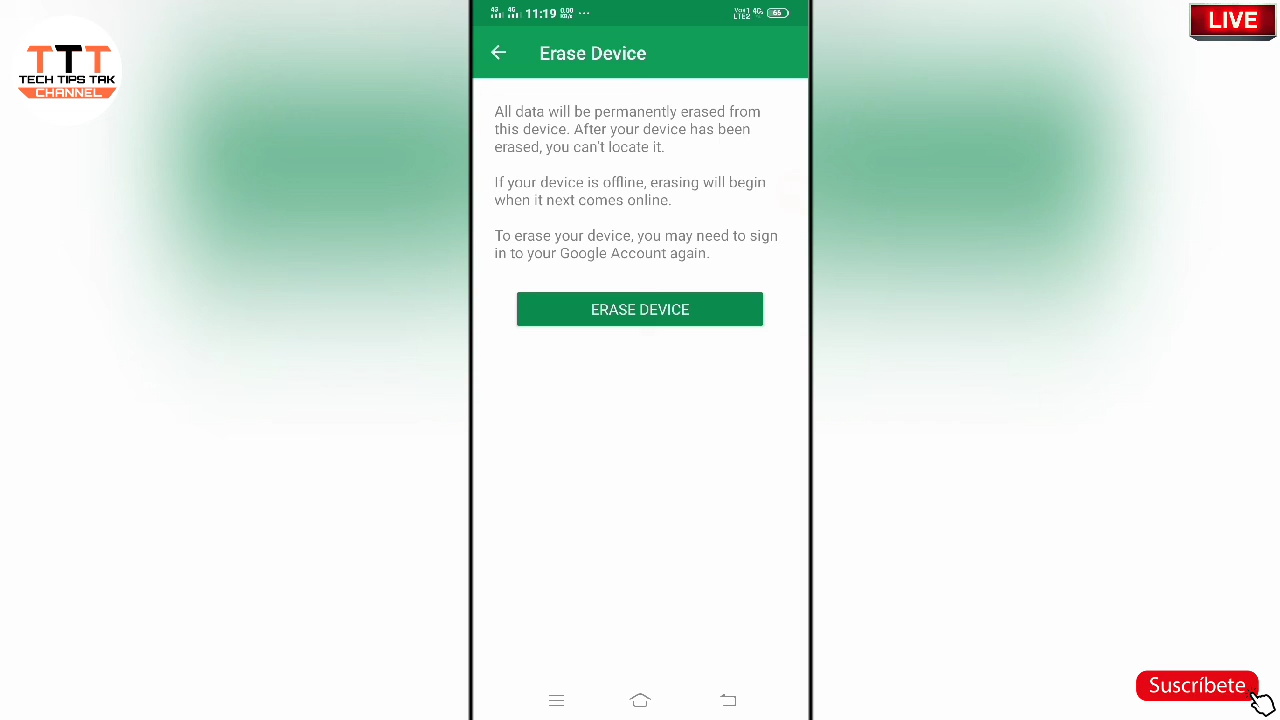 TTT
TECH TIPS TAK
CHANNEL
LIVE
11:19
66
Erase Device
All data will be permanently erased from
this device. After your device has been
erased, you can't locate it.
If your device is offline, erasing will begin
when it next comes online.
To erase your device, you may need to sign
in to your Google Account again.
ERASE DEVICE
Suscríbete